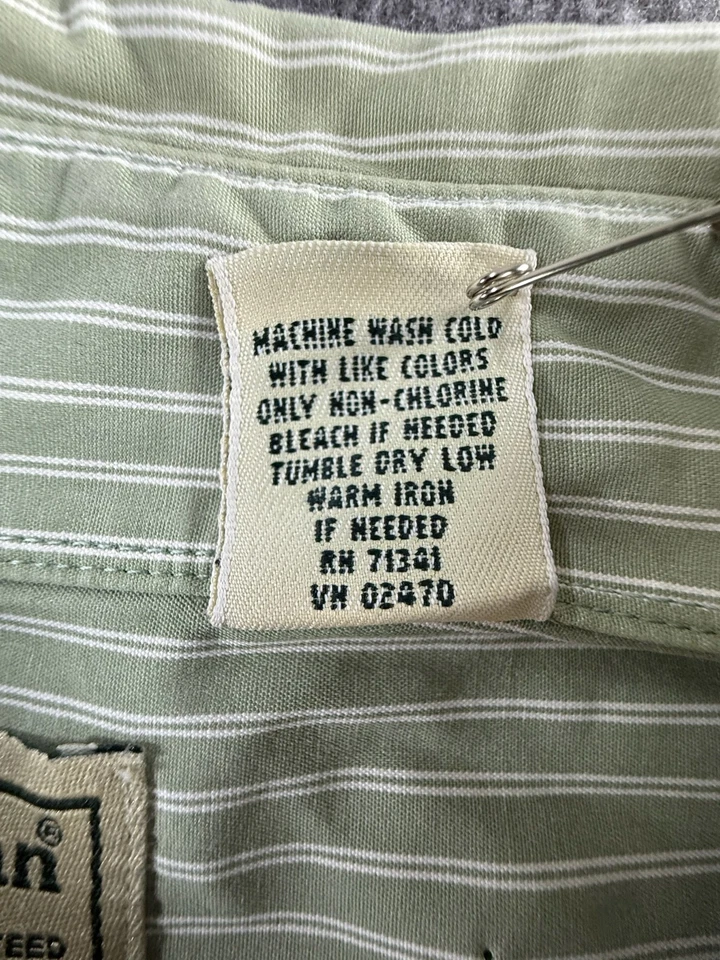 MACHINE WASH COLD
WITH LIKE COLORS
ONLY NON-CHLORINE
BLEACH IF NEEDED
TUMBLE DRY LOW
WARM IRON
IF NEEDED
RN 71341
VN 02470